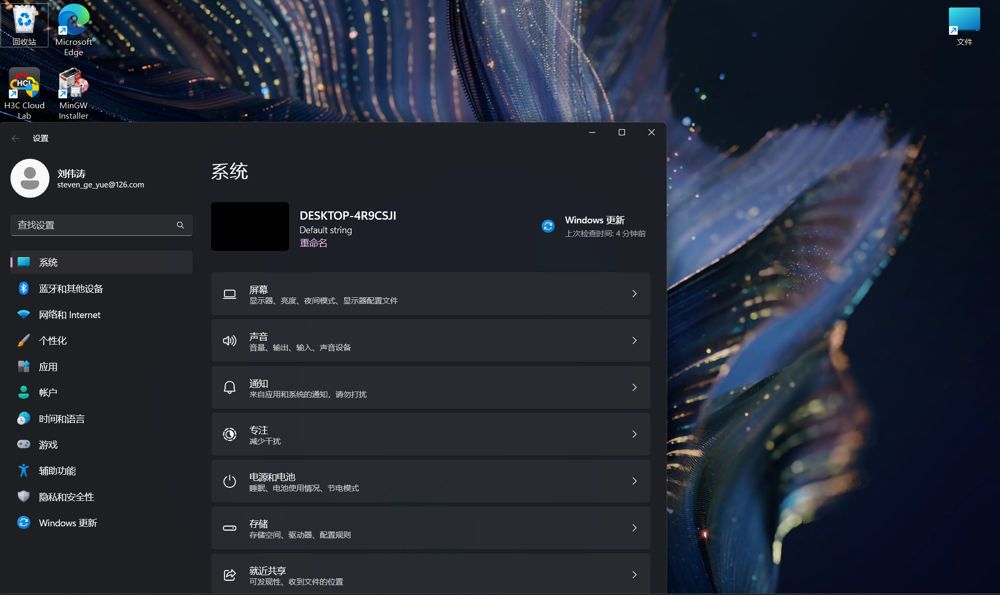 回收站
Microsoft
Edge
文件
H3C Cloud
Lab
MinGW
Installer
设置
刘伟涛
steven_ge_yue@126.com
查找设置
系统
蓝牙和其他设备
网络和 Internet
个性化
应用
帐户
时间和语言
游戏
辅助功能
隐私和安全性
Windows 更新
系统
DESKTOP-4R9CSJI
Default string
重命名
Windows 更新
上次检查时间: 4 分钟前
屏幕
显示器、亮度、夜间模式、显示器配置文件
声音
音量、输出、输入、声音设备
通知
来自应用和系统的通知，请勿打扰
专注
减少干扰
电源和电池
睡眠、电池使用情况、节电模式
存储
存储空间、驱动器、配置规则
就近共享
可发现性、收到文件的位置